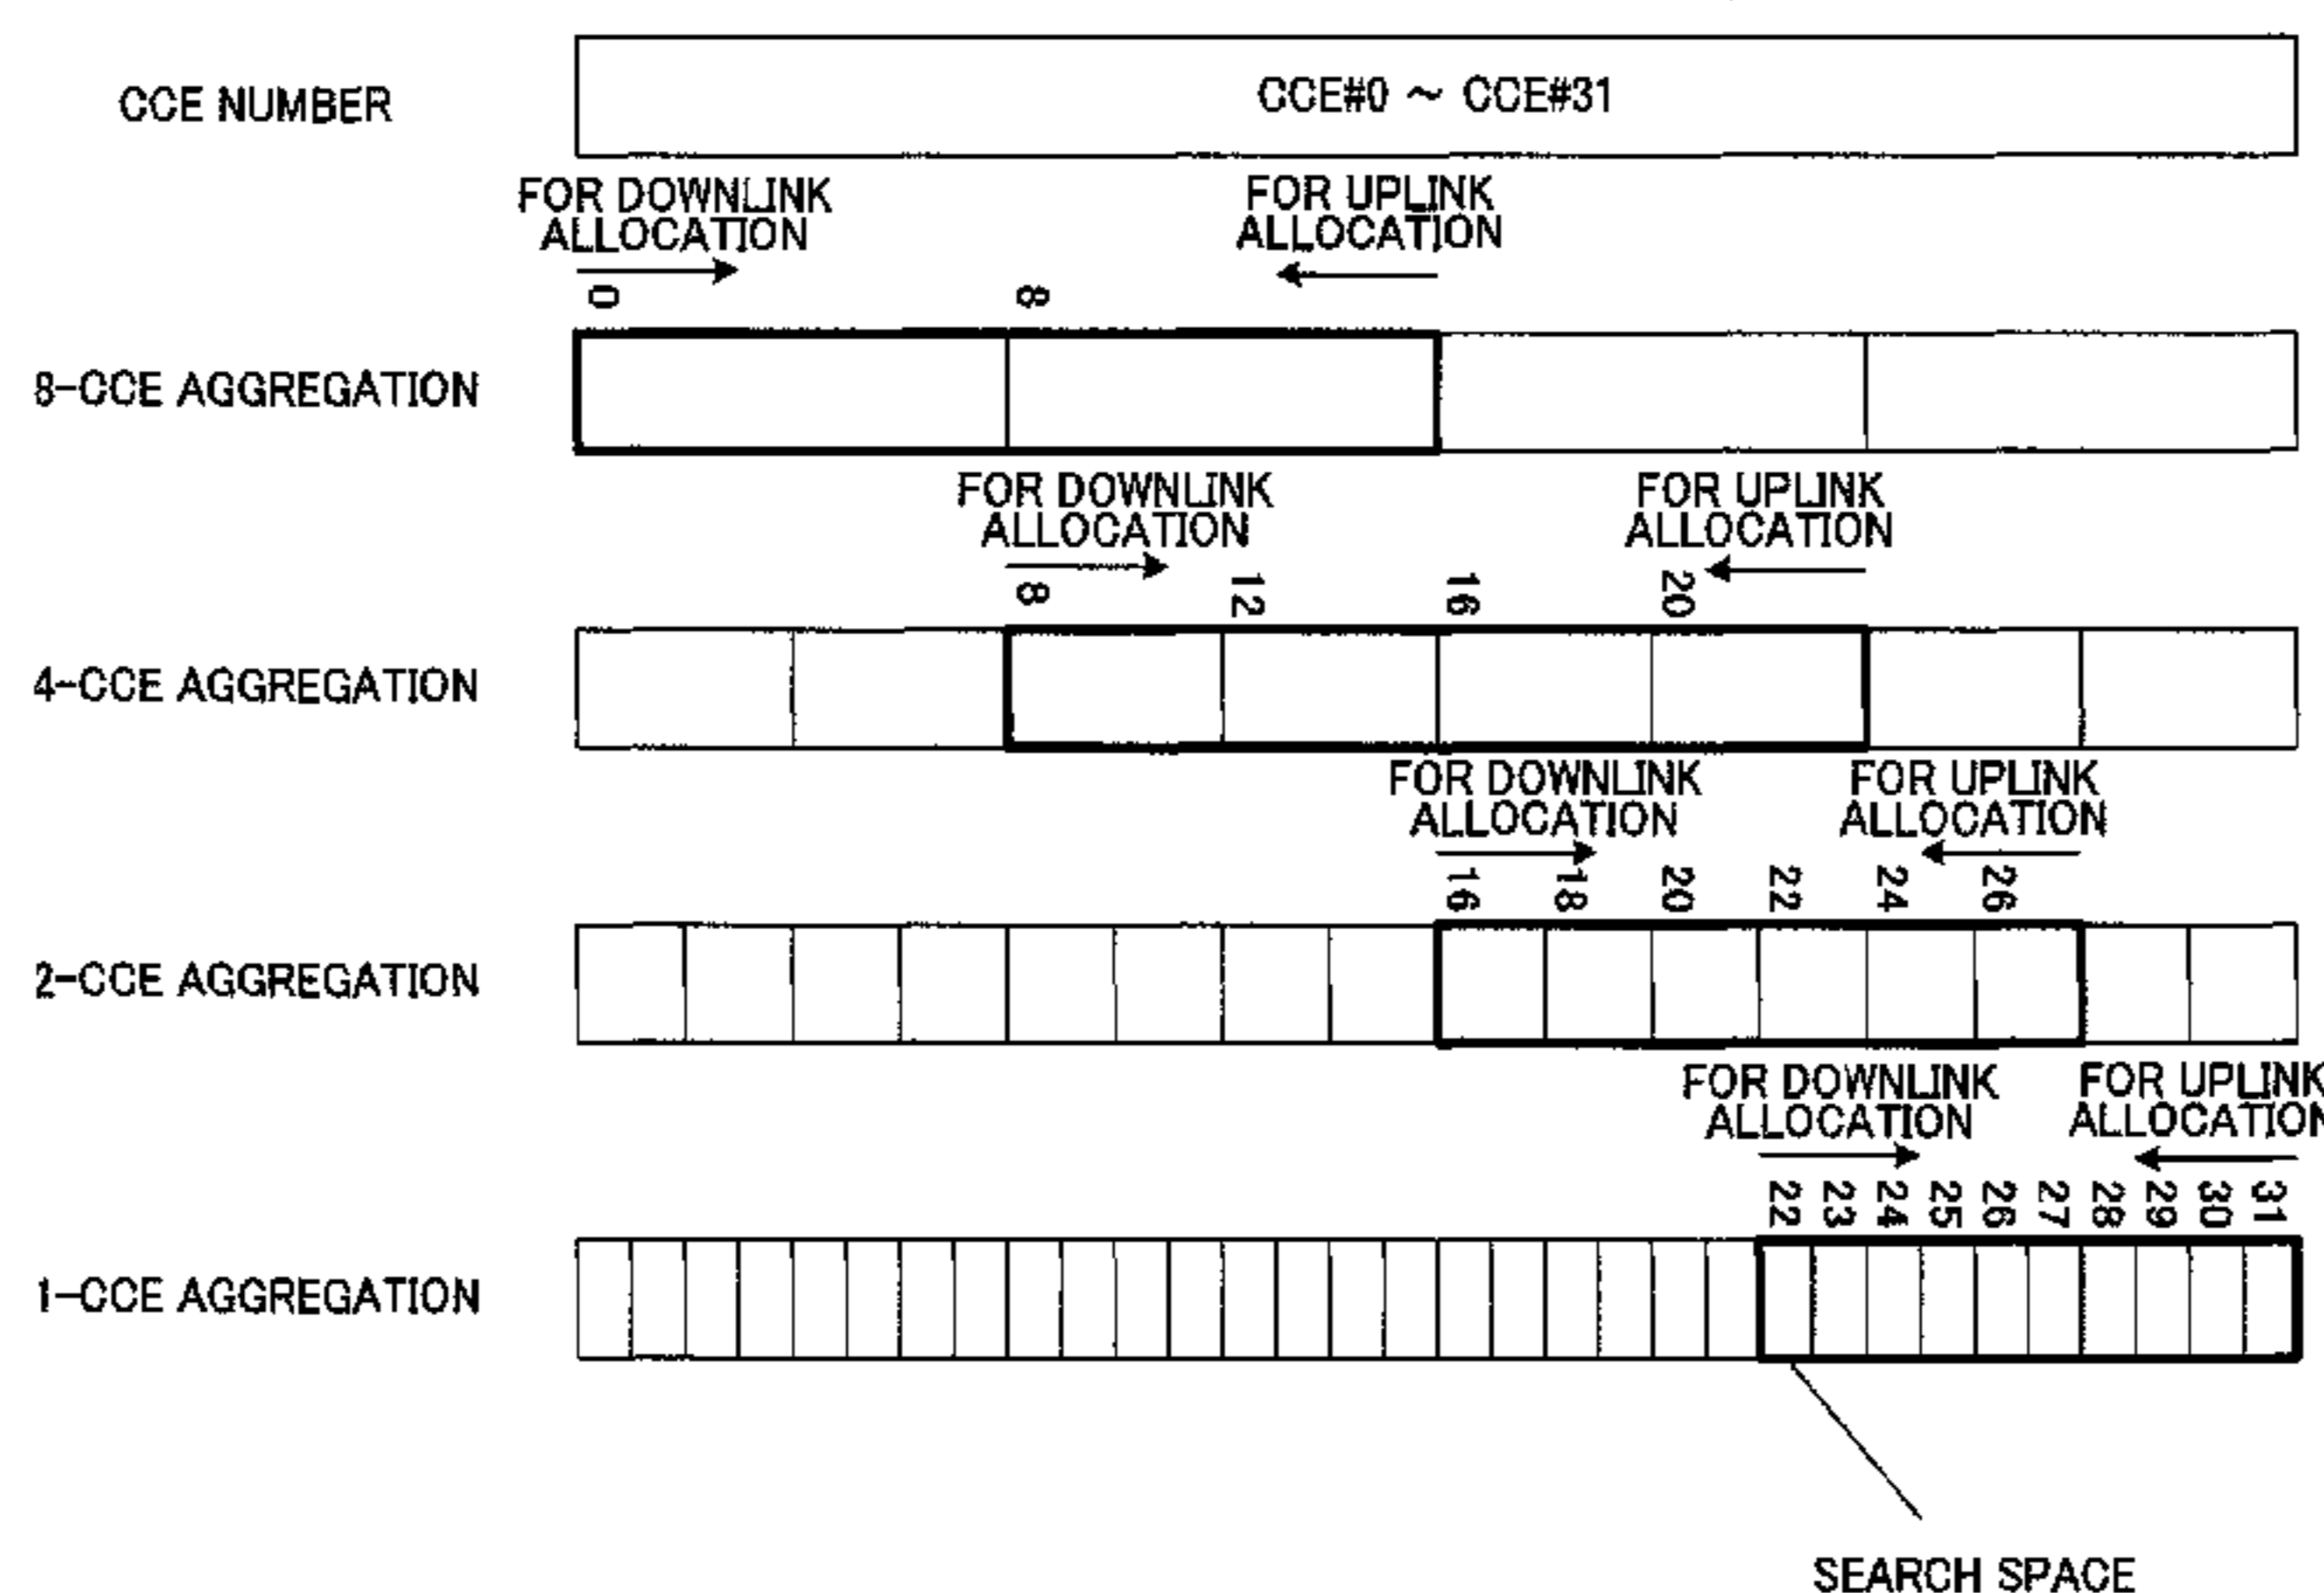 CCE NUMBER
CCE#0 ~ CCE#31
FOR DOWNLINK
ALLOCATION
FOR UPLINK
ALLOCATION
0
8
8-CCE AGGREGATION
FOR DOWNLINK
ALLOCATION
FOR UPLINK
ALLOCATION
8
12
16
20
4-CCE AGGREGATION
FOR DOWNLINK
ALLOCATION
FOR UPLINK
ALLOCATION
16
18
20
22
24
26
2-CCE AGGREGATION
FOR DOWNLINK
ALLOCATION
FOR UPLINK
ALLOCATION
22
23
24
25
26
27
28
29
30
31
1-CCE AGGREGATION
SEARCH SPACE